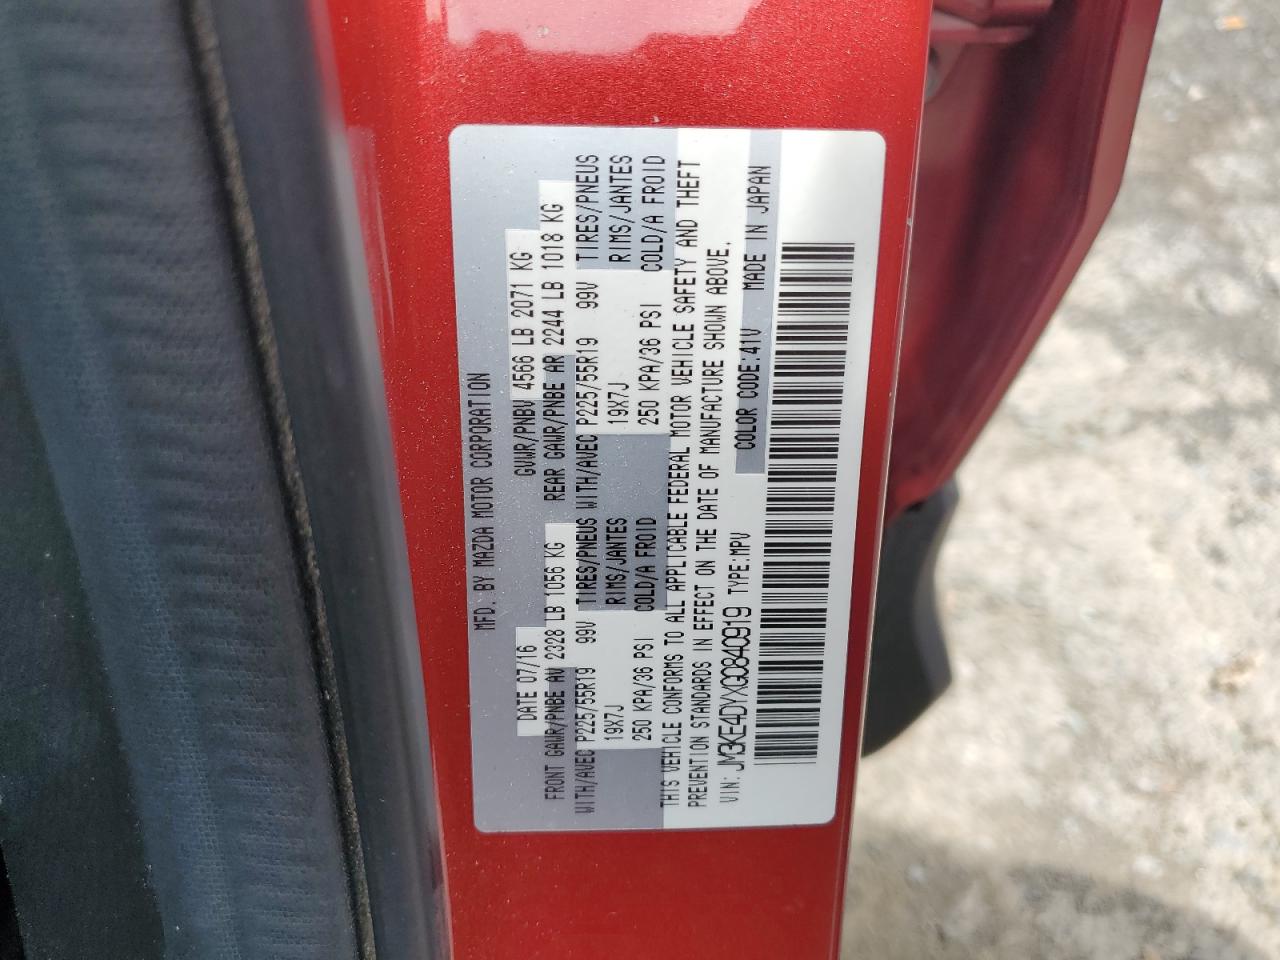 MFD. BY MAZDA MOTOR CORPORATION
DATE 07/16 GVWR/PNBV 4566 LB 2071 KG
FRONT GAWR/PNBE AV 2328 LB 1056 KG REAR GAWR/PNBE AR 2244 LB 1018 KG
WITH/AVEC P225/55R19 99V TIRES/PNEUS WITH/AVEC P225/55R19 99V TIRES/PNEUS
19X7J RIMS/JANTES 19X7J RIMS/JANTES
250 KPA/36 PSI COLD/A FROID 250 KPA/36 PSI COLD/A FROID
THIS VEHICLE CONFORMS TO ALL APPLICABLE FEDERAL MOTOR VEHICLE SAFETY AND THEFT
PREVENTION STANDARDS IN EFFECT ON THE DATE OF MANUFACTURE SHOWN ABOVE.
VIN: JM3KE4DYXG0840919 TYPE:MPV COLOR CODE:41V MADE IN JAPAN